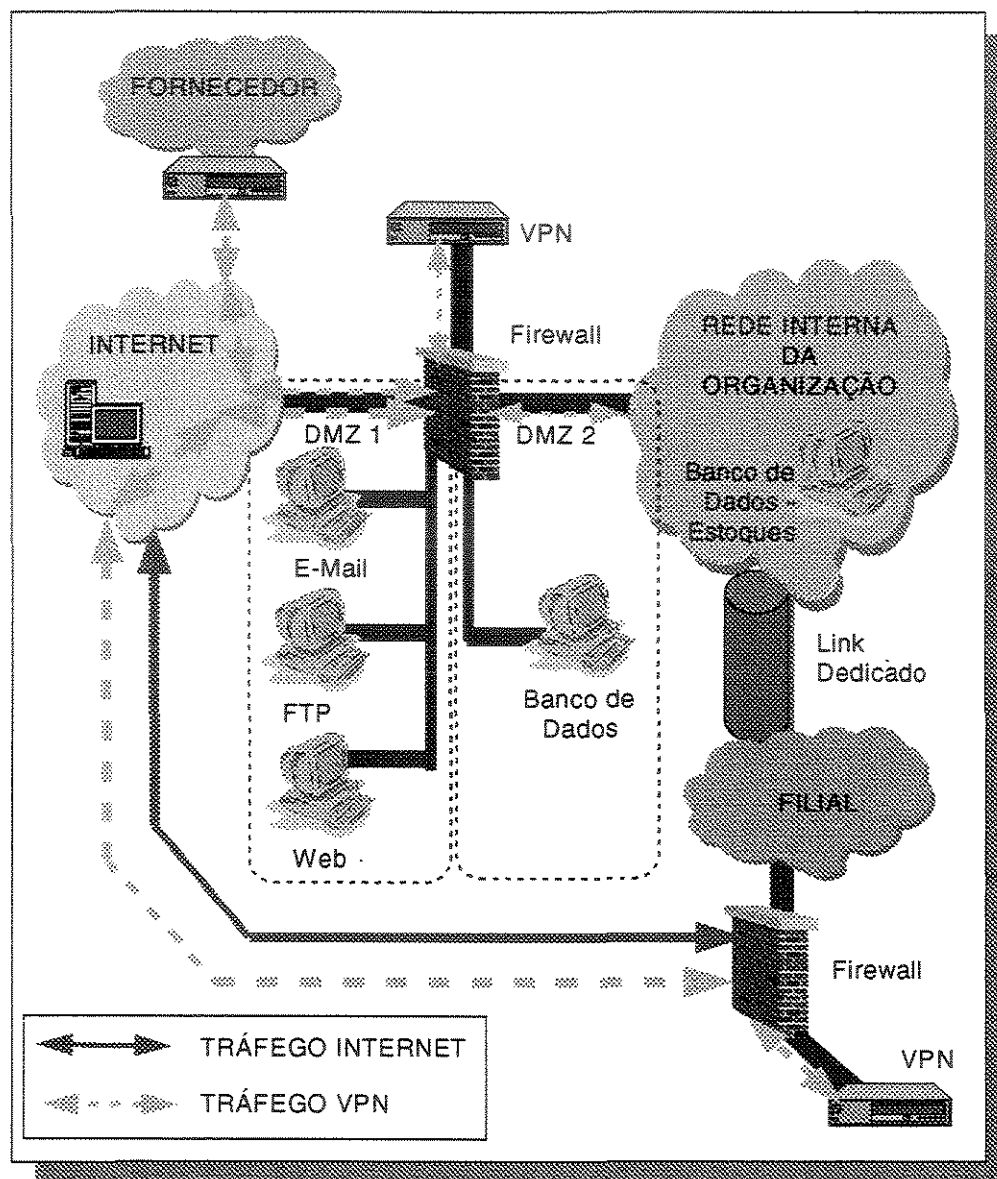 FORNECEDOR
VPN
INTERNET
Firewall
REDE INTERNA
DA
ORGANIZAÇÃO
DMZ 1
DMZ 2
Banco de
Dados -
Estoques
E-Mail
Link
Dedicado
FTP
Banco de
Dados
FILIAL
Web
Firewall
TRÁFEGO INTERNET
VPN
TRÁFEGO VPN